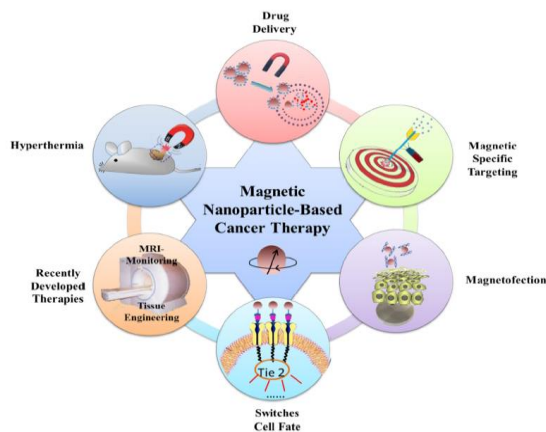 Drug
Delivery
Hyperthermia
Magnetic
Specific
Targeting
Magnetic
Nanoparticle-Based
Cancer Therapy
Recently
Developed
Therapies
MRI-
Monitoring
Tissue
Engineering
Magnetofection
Tie 2
......
Switches
Cell Fate